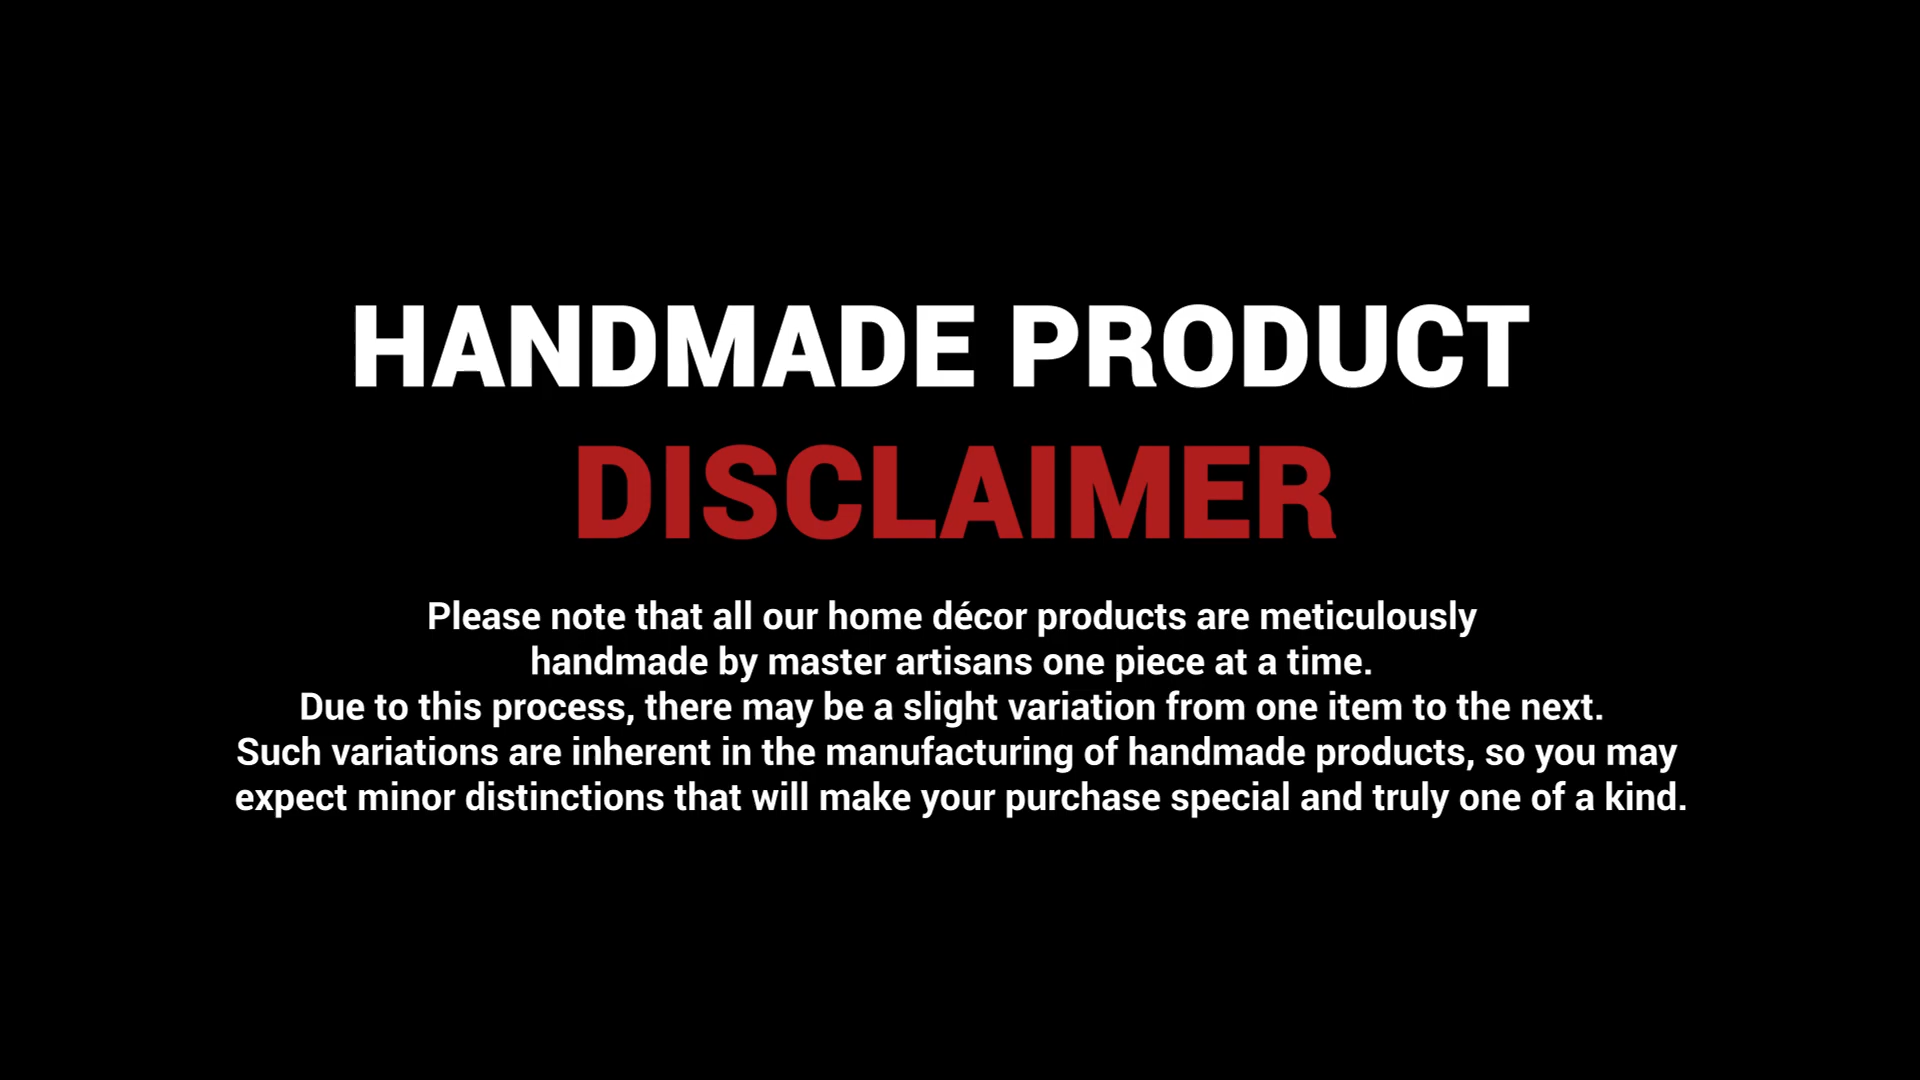 HANDMADE PRODUCT
DISCLAIMER
Please note that all our home décor products are meticulously
handmade by master artisans one piece at a time.
Due to this process, there may be a slight variation from one item to the next.
Such variations are inherent in the manufacturing of handmade products, so you may
expect minor distinctions that will make your purchase special and truly one of a kind.